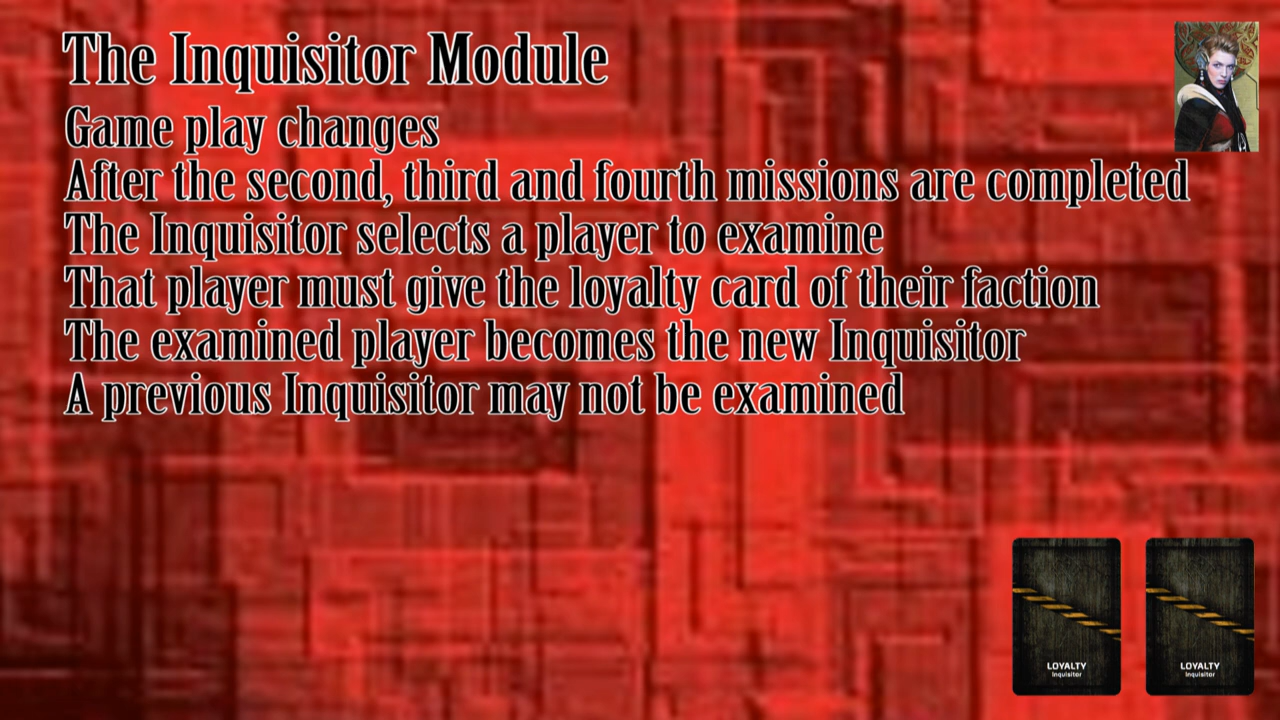 The Inquisitor Module
Game play changes
After the second, third and fourth missions are completed
The Inquisitor selects a player to examine
That player must give the loyalty card of their faction
The examined player becomes the new Inquisitor
A previous Inquisitor may not be examined
LOYALTY
Inquisitor
LOYALTY
Inquisitor